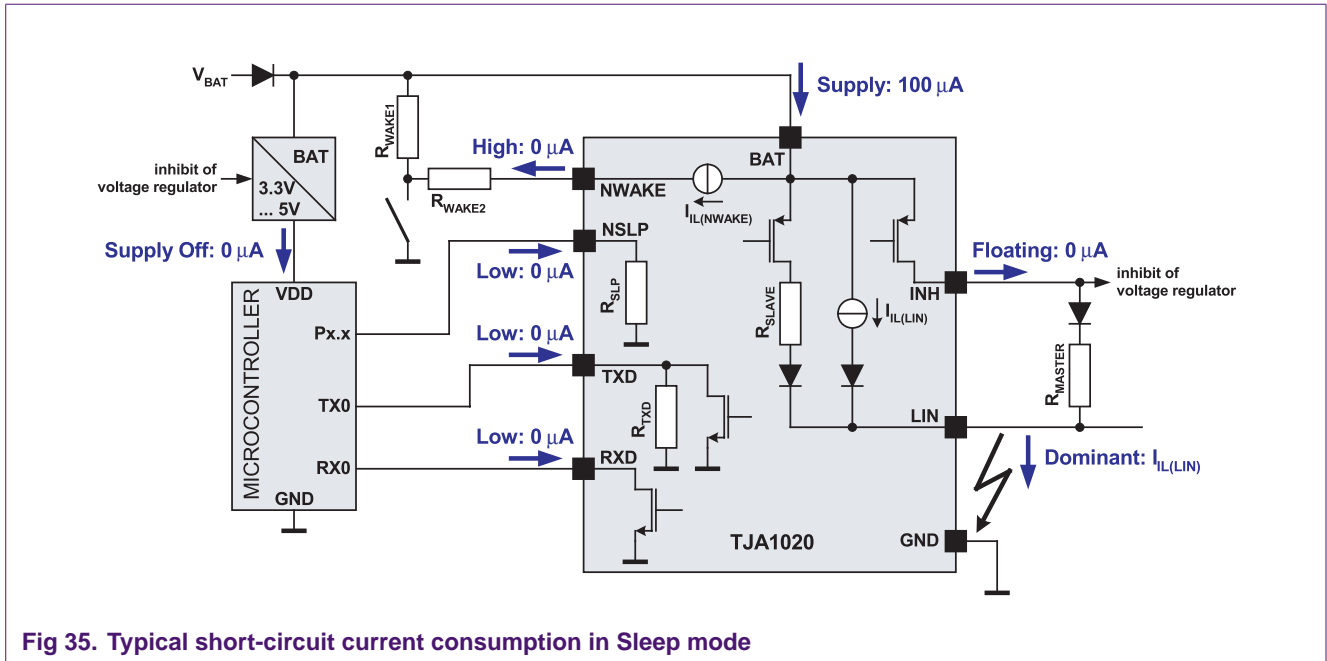 V_BAT
Supply: 100 µA
R_WAKE1
BAT
High: 0 µA
inhibit of
voltage regulator
BAT
3.3V
... 5V
NWAKE
R_WAKE2
I_IL(NWAKE)
NSLP
Supply Off: 0 µA
Low: 0 µA
Floating: 0 µA
inhibit of
voltage regulator
INH
R_SLP
R_SLAVE
I_IL(LIN)
MICROCONTROLLER
VDD
Px.x
Low: 0 µA
TXD
R_MASTER
TX0
R_TXD
LIN
Low: 0 µA
RXD
Dominant: I_IL(LIN)
RX0
GND
TJA1020
GND
Fig 35. Typical short-circuit current consumption in Sleep mode